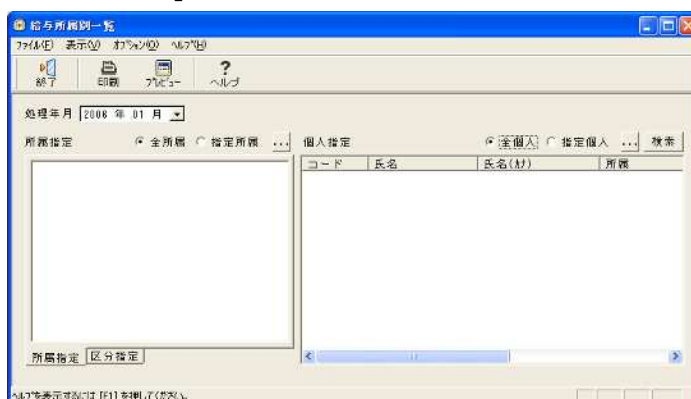 給与所属別一覧
ファイル(F) 表示(V) オプション(O) ヘルプ(H)
終了 印刷 プレビュー ヘルプ
処理年月 2006 年 01 月
所属指定 全所属 指定所属 ... 個人指定 全個人 指定個人 ... 検索
コード 氏名 氏名(カナ) 所属
所属指定 区分指定
ヘルプを表示するには [F1] を押してください。